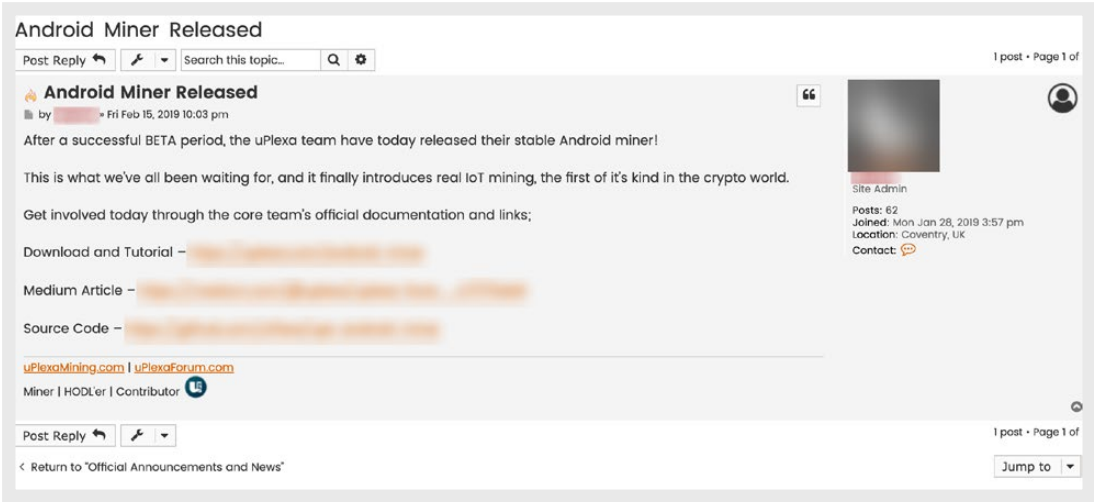 Android Miner Released
Post Reply
Search this topic...
1 post • Page 1 of
Android Miner Released
by
• Fri Feb 15, 2019 10:03 pm
After a successful BETA period, the uPlexa team have today released their stable Android miner!
This is what we've all been waiting for, and it finally introduces real IoT mining, the first of it's kind in the crypto world.
Get involved today through the core team's official documentation and links;
Download and Tutorial –
Medium Article –
Source Code –
uPlexaMining.com | uPlexaForum.com
Miner | HODL'er | Contributor
Site Admin
Posts: 62
Joined: Mon Jan 28, 2019 3:57 pm
Location: Coventry, UK
Contact:
Post Reply
1 post • Page 1 of
< Return to "Official Announcements and News"
Jump to